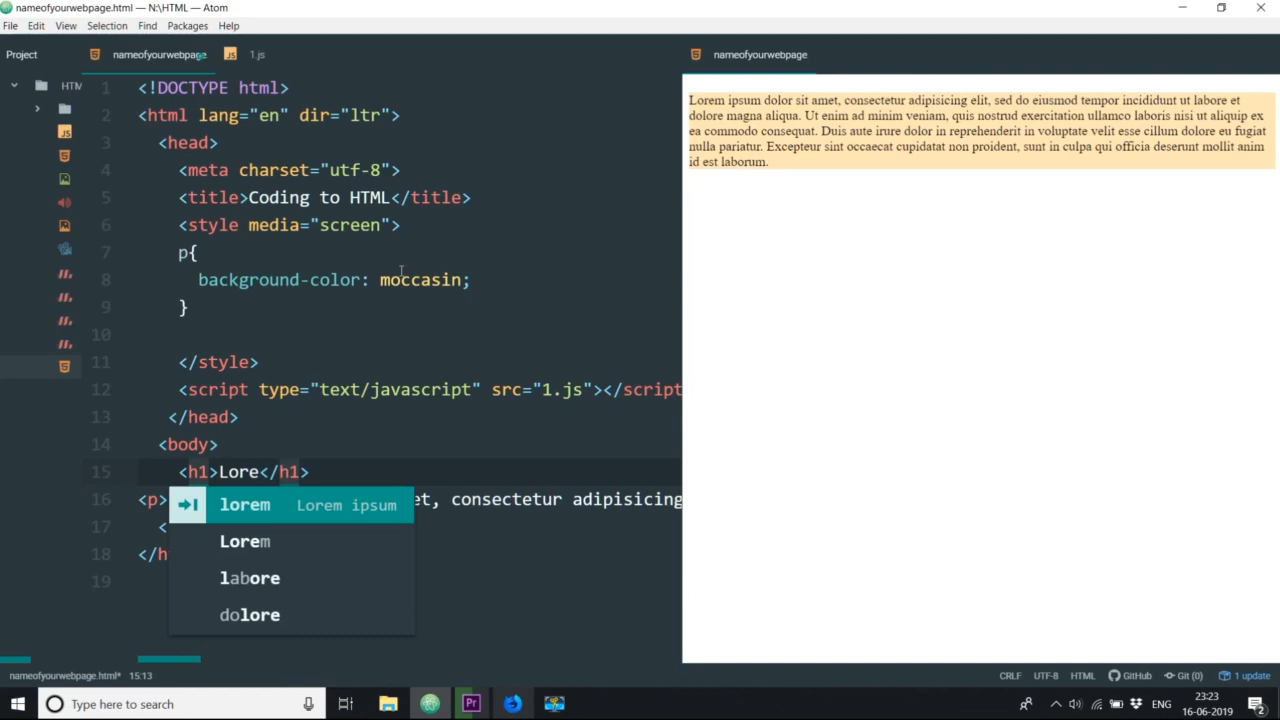 nameofyourwebpage.html — N:\HTML — Atom
File Edit View Selection Find Packages Help
Project
nameofyourwebpage
1.js
nameofyourwebpage
HTM
1 <!DOCTYPE html>
2 <html lang="en" dir="ltr">
3 <head>
4 <meta charset="utf-8">
5 <title>Coding to HTML</title>
6 <style media="screen">
7 p{
8 background-color: moccasin;
9 }
10
11 </style>
12 <script type="text/javascript" src="1.js"></script
13 </head>
14 <body>
15 <h1>Lore</h1>
16 <p> et, consectetur adipisicing
17 <
18 </h
19
lorem Lorem ipsum
Lorem
labore
dolore
Lorem ipsum dolor sit amet, consectetur adipisicing elit, sed do eiusmod tempor incididunt ut labore et
dolore magna aliqua. Ut enim ad minim veniam, quis nostrud exercitation ullamco laboris nisi ut aliquip ex
ea commodo consequat. Duis aute irure dolor in reprehenderit in voluptate velit esse cillum dolore eu fugiat
nulla pariatur. Excepteur sint occaecat cupidatat non proident, sunt in culpa qui officia deserunt mollit anim
id est laborum.
nameofyourwebpage.html* 15:13
CRLF UTF-8 HTML GitHub Git (0) 1 update
Type here to search
Pr
ENG
23:23
16-06-2019
2